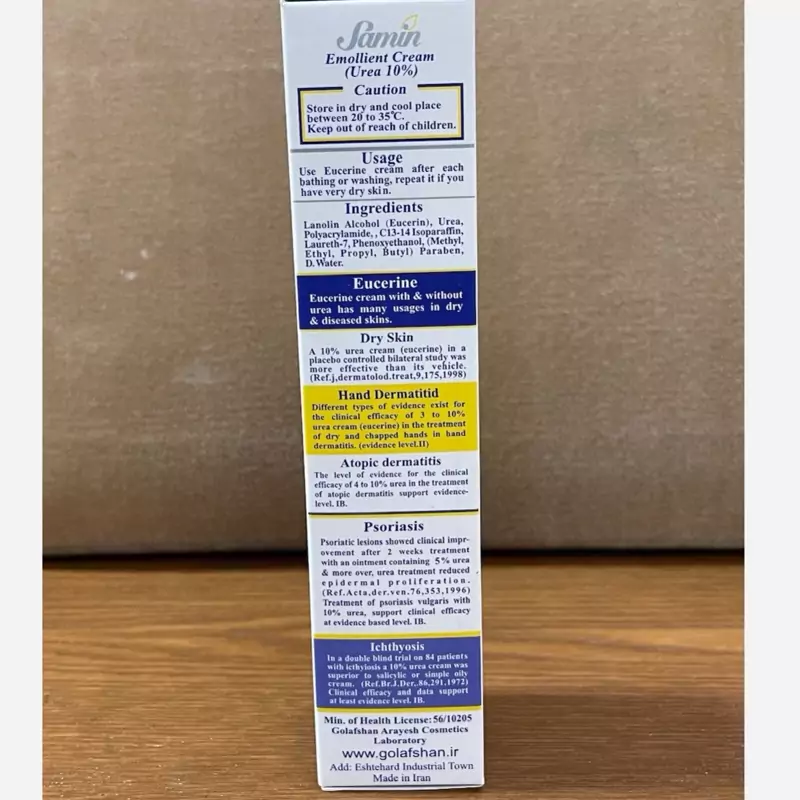 Samin
Emollient Cream
(Urea 10%)
Caution
Store in dry and cool place
between 20 to 35°C.
Keep out of reach of children.
Usage
Use Eucerine cream after each
bathing or washing, repeat it if you
have very dry skin.
Ingredients
Lanolin Alcohol (Eucerin), Urea,
Polyacrylamide, , C13-14 Isoparaffin,
Laureth-7, Phenoxyethanol, (Methyl,
Ethyl, Propyl, Butyl) Paraben,
D. Water.
Eucerine
Eucerine cream with & without
urea has many usages in dry
& diseased skins.
Dry Skin
A 10% urea cream (eucerine) in a
placebo controlled bilateral study was
more effective than its vehicle.
(Ref.j,dermatolod.treat,9,175,1998)
Hand Dermatitid
Different types of evidence exist for
the clinical efficacy of 3 to 10%
urea cream (eucerine) in the treatment
of dry and chapped hands in hand
dermatitis. (evidence level.II)
Atopic dermatitis
The level of evidence for the clinical
efficacy of 4 to 10% urea in the treatment
of atopic dermatitis support evidence-
level. IB.
Psoriasis
Psoriatic lesions showed clinical impr-
ovement after 2 weeks treatment
with an ointment containing 5% urea
& more over, urea treatment reduced
epidermal proliferation.
(Ref.Acta,der.ven.76,353,1996)
Treatment of psoriasis vulgaris with
10% urea, support clinical efficacy
at evidence based level. IB.
Ichthyosis
In a double blind trial on 84 patients
with icthyiosis a 10% urea cream was
superior to salicylic or simple oily
cream. (Ref.Br.J.Der,.86,291,1972)
Clinical efficacy and data support
at least evidence level. IB.
Min. of Health License: 56/10205
Golafshan Arayesh Cosmetics
Laboratory
www.golafshan.ir
Add: Eshtehard Industrial Town
Made in Iran